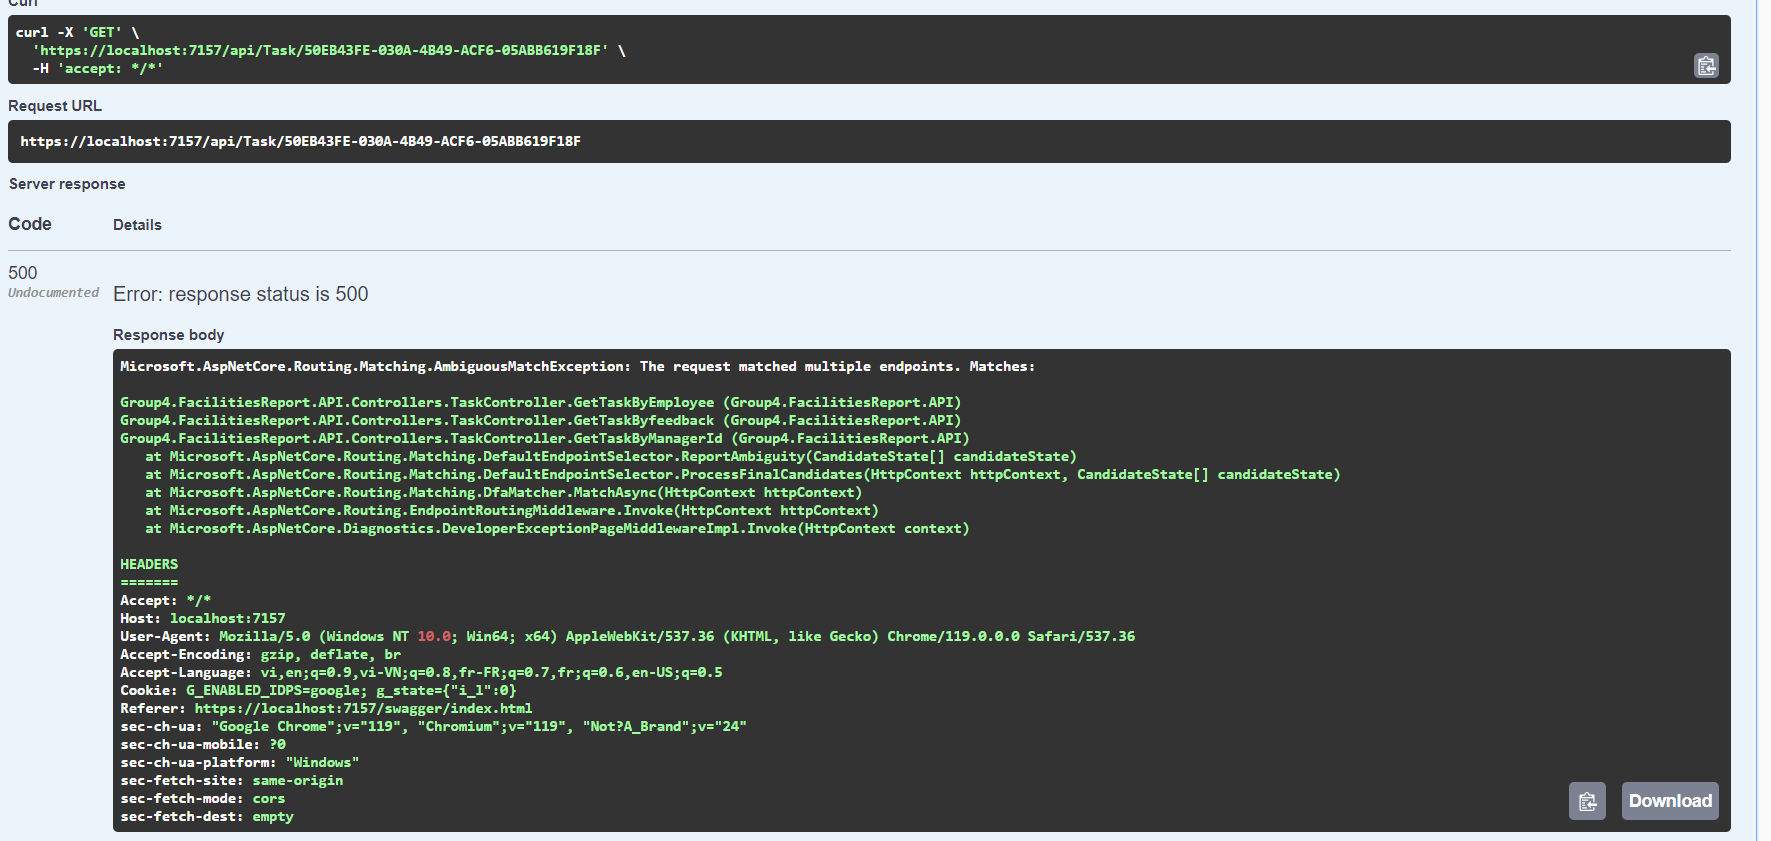 Curl
curl -X 'GET' \
'https://localhost:7157/api/Task/50EB43FE-030A-4B49-ACF6-05ABB619F18F' \
-H 'accept: */*'
Request URL
https://localhost:7157/api/Task/50EB43FE-030A-4B49-ACF6-05ABB619F18F
Server response
Code Details
500
Undocumented
Error: response status is 500
Response body
Microsoft.AspNetCore.Routing.Matching.AmbiguousMatchException: The request matched multiple endpoints. Matches:
Group4.FacilitiesReport.API.Controllers.TaskController.GetTaskByEmployee (Group4.FacilitiesReport.API)
Group4.FacilitiesReport.API.Controllers.TaskController.GetTaskByfeedback (Group4.FacilitiesReport.API)
Group4.FacilitiesReport.API.Controllers.TaskController.GetTaskByManagerId (Group4.FacilitiesReport.API)
at Microsoft.AspNetCore.Routing.Matching.DefaultEndpointSelector.ReportAmbiguity(CandidateState[] candidateState)
at Microsoft.AspNetCore.Routing.Matching.DefaultEndpointSelector.ProcessFinalCandidates(HttpContext httpContext, CandidateState[] candidateState)
at Microsoft.AspNetCore.Routing.Matching.DfaMatcher.MatchAsync(HttpContext httpContext)
at Microsoft.AspNetCore.Routing.EndpointRoutingMiddleware.Invoke(HttpContext httpContext)
at Microsoft.AspNetCore.Diagnostics.DeveloperExceptionPageMiddlewareImpl.Invoke(HttpContext context)
HEADERS
=======
Accept: */*
Host: localhost:7157
User-Agent: Mozilla/5.0 (Windows NT 10.0; Win64; x64) AppleWebKit/537.36 (KHTML, like Gecko) Chrome/119.0.0.0 Safari/537.36
Accept-Encoding: gzip, deflate, br
Accept-Language: vi,en;q=0.9,vi-VN;q=0.8,fr-FR;q=0.7,fr;q=0.6,en-US;q=0.5
Cookie: G_ENABLED_IDPS=google; g_state={"i_l":0}
Referer: https://localhost:7157/swagger/index.html
sec-ch-ua: "Google Chrome";v="119", "Chromium";v="119", "Not?A_Brand";v="24"
sec-ch-ua-mobile: ?0
sec-ch-ua-platform: "Windows"
sec-fetch-site: same-origin
sec-fetch-mode: cors
sec-fetch-dest: empty
Download